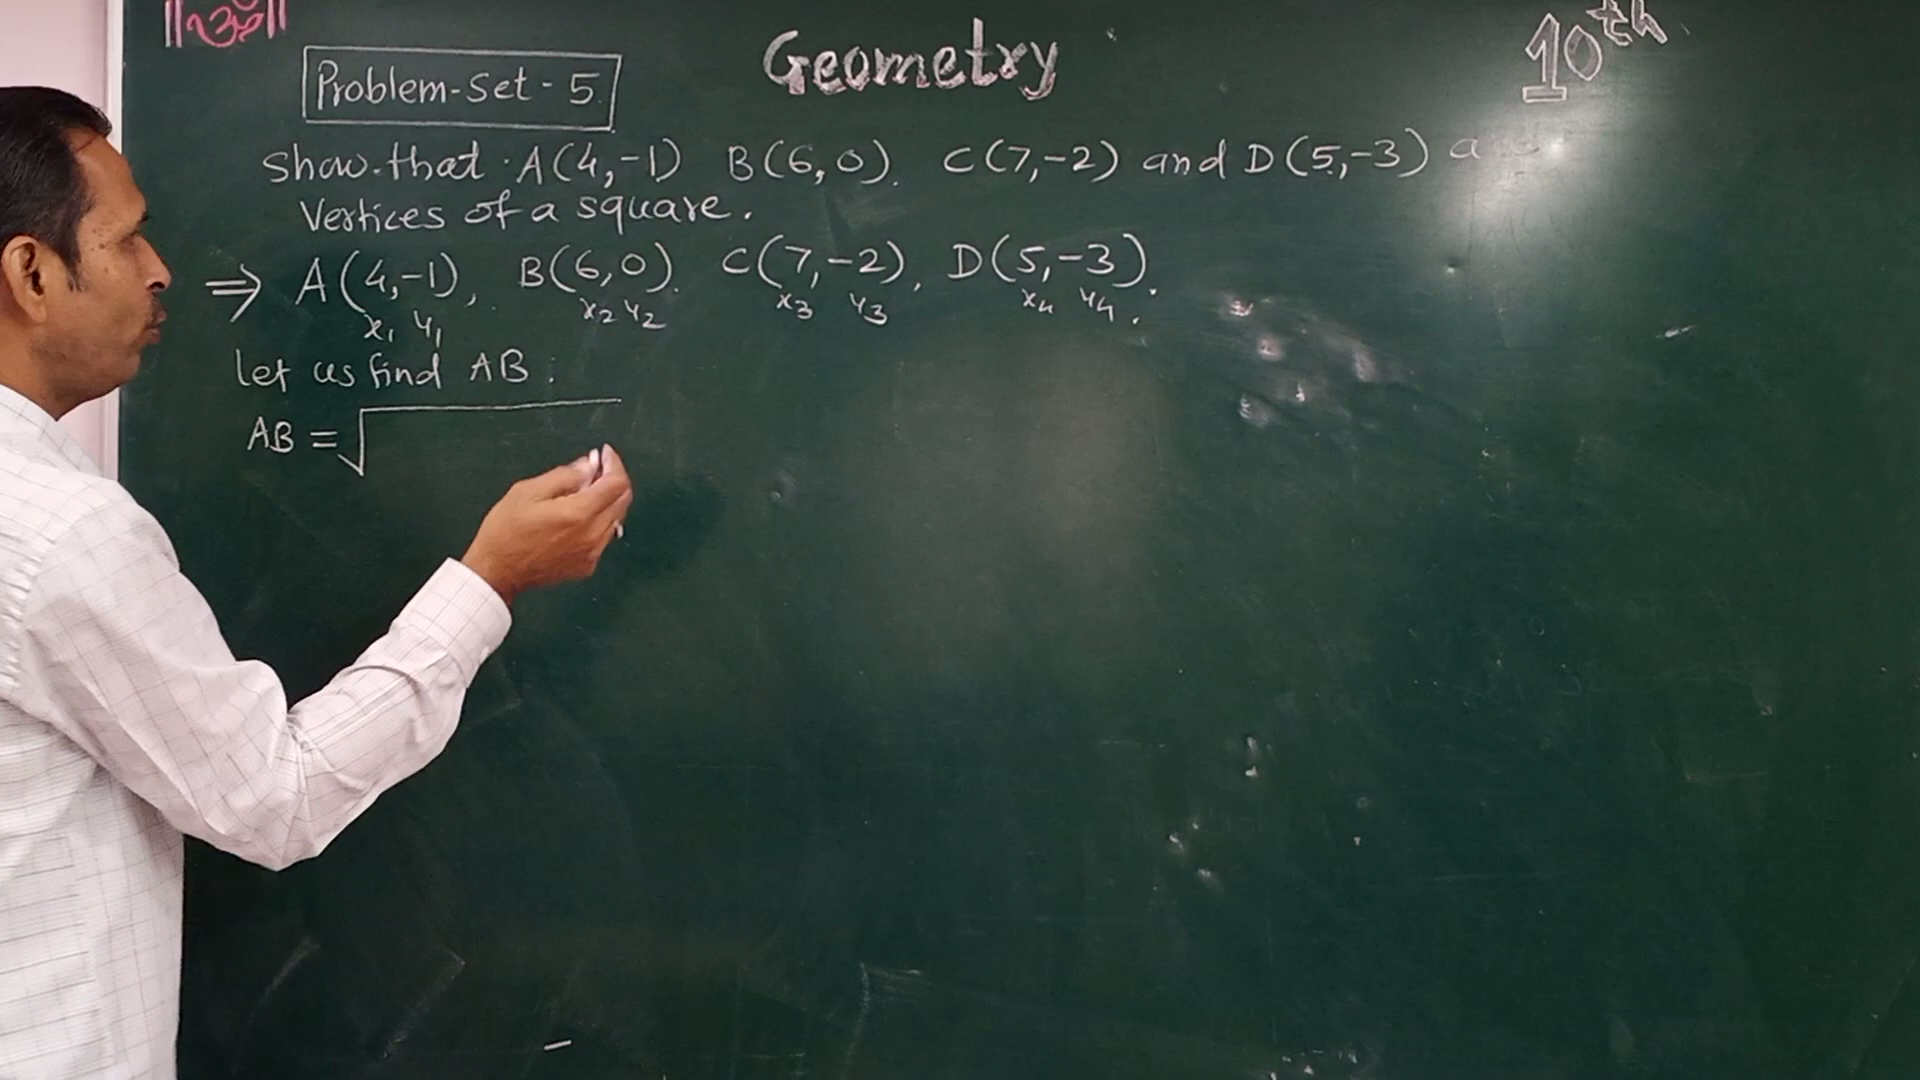 ||ॐ||
Geometry
10th
Problem-Set-5.
Show that A(4,-1) B(6,0). C(7,-2) and D(5,-3)
Vertices of a square.
⇒ A(4,-1), B(6,0). C(7,-2), D(5,-3).
x₁ y₁ x₂ y₂ x₃ y₃ x₄ y₄.
let us find AB :
AB = √